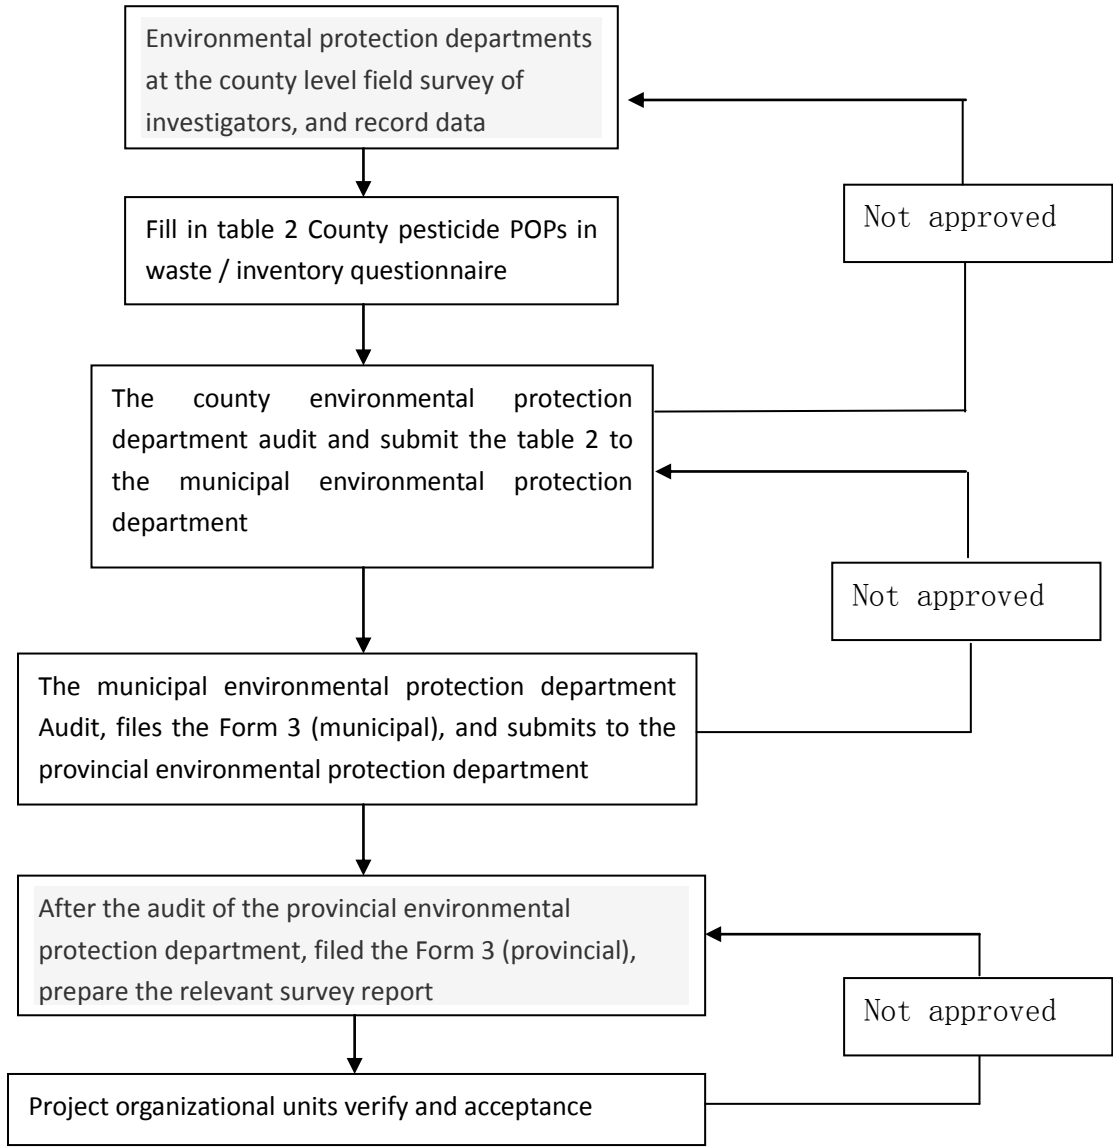 Environmental protection departments
at the county level field survey of
investigators, and record data
Not approved
Fill in table 2 County pesticide POPs in
waste / inventory questionnaire
The county environmental protection
department audit and submit the table 2 to
the municipal environmental protection
department
Not approved
The municipal environmental protection department
Audit, files the Form 3 (municipal), and submits to the
provincial environmental protection department
After the audit of the provincial environmental
protection department, filed the Form 3 (provincial),
prepare the relevant survey report
Not approved
Project organizational units verify and acceptance